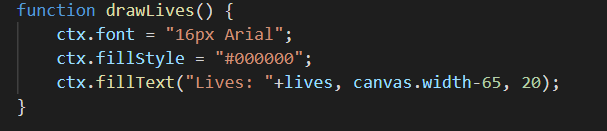 function drawLives() {
    ctx.font = "16px Arial";
    ctx.fillStyle = "#000000";
    ctx.fillText("Lives: "+lives, canvas.width-65, 20);
}